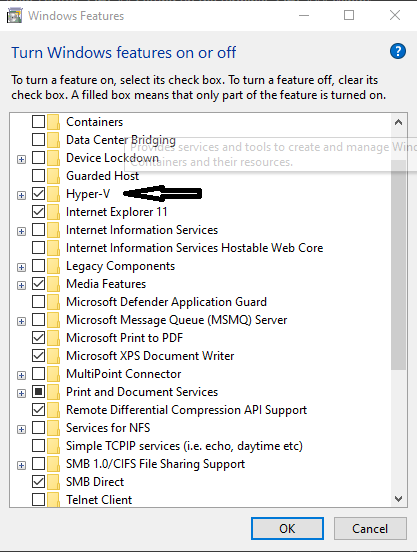 Windows Features
Turn Windows features on or off
To turn a feature on, select its check box. To turn a feature off, clear its
check box. A filled box means that only part of the feature is turned on.
Containers
Data Center Bridging
Provides services and tools to create and manage Wind
Device Lockdown
Containers and their resources.
Guarded Host
Hyper-V
Internet Explorer 11
Internet Information Services
Internet Information Services Hostable Web Core
Legacy Components
Media Features
Microsoft Defender Application Guard
Microsoft Message Queue (MSMQ) Server
Microsoft Print to PDF
Microsoft XPS Document Writer
MultiPoint Connector
Print and Document Services
Remote Differential Compression API Support
Services for NFS
Simple TCPIP services (i.e. echo, daytime etc)
SMB 1.0/CIFS File Sharing Support
SMB Direct
Telnet Client
OK
Cancel